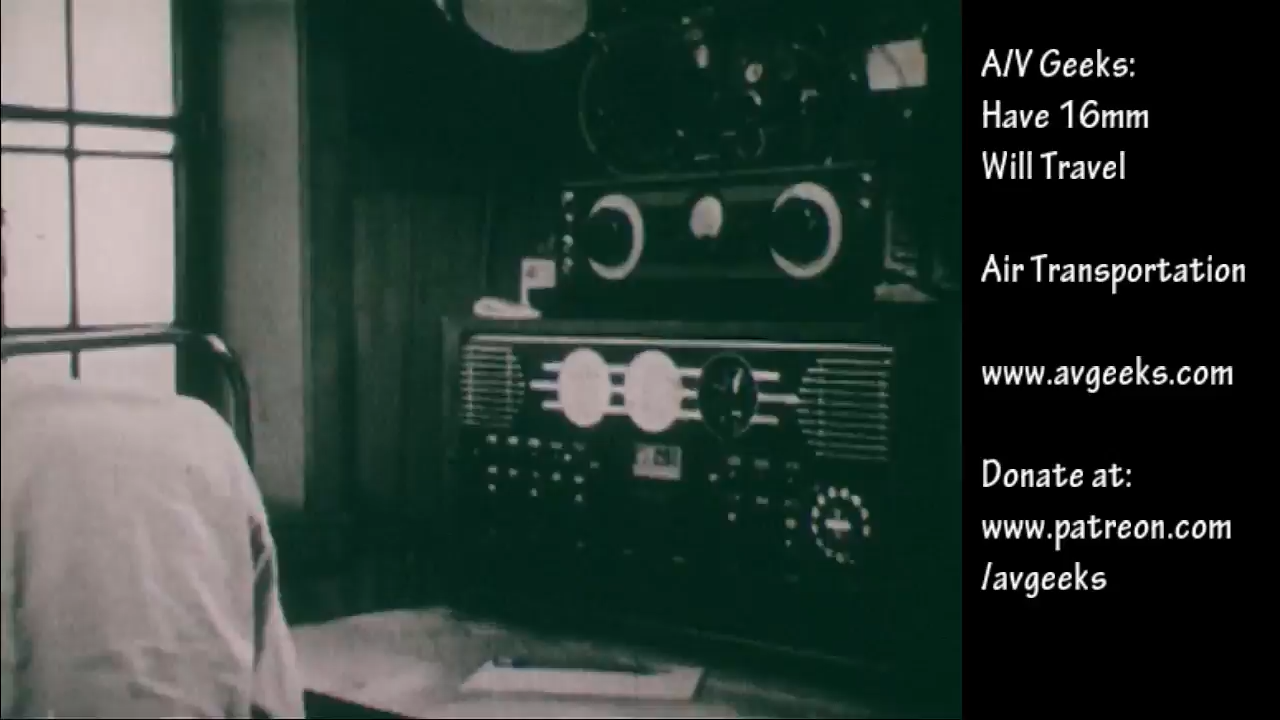 A/V Geeks:
Have 16mm
Will Travel
Air Transportation
www.avgeeks.com
Donate at:
www.patreon.com
/avgeeks